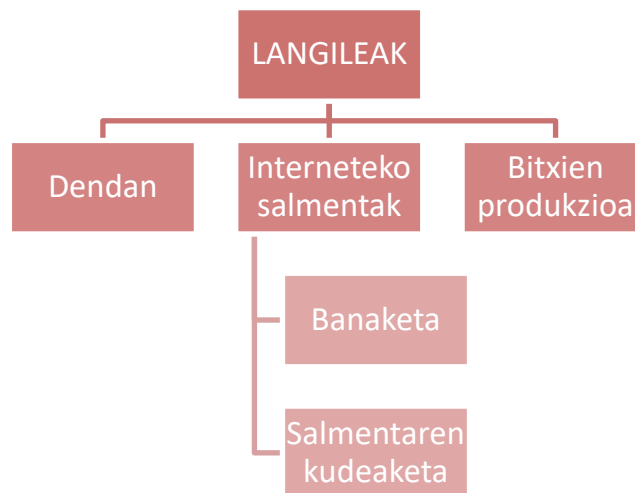 LANGILEAK
Dendan
Interneteko
salmentak
Bitxien
produkzioa
Banaketa
Salmentaren
kudeaketa